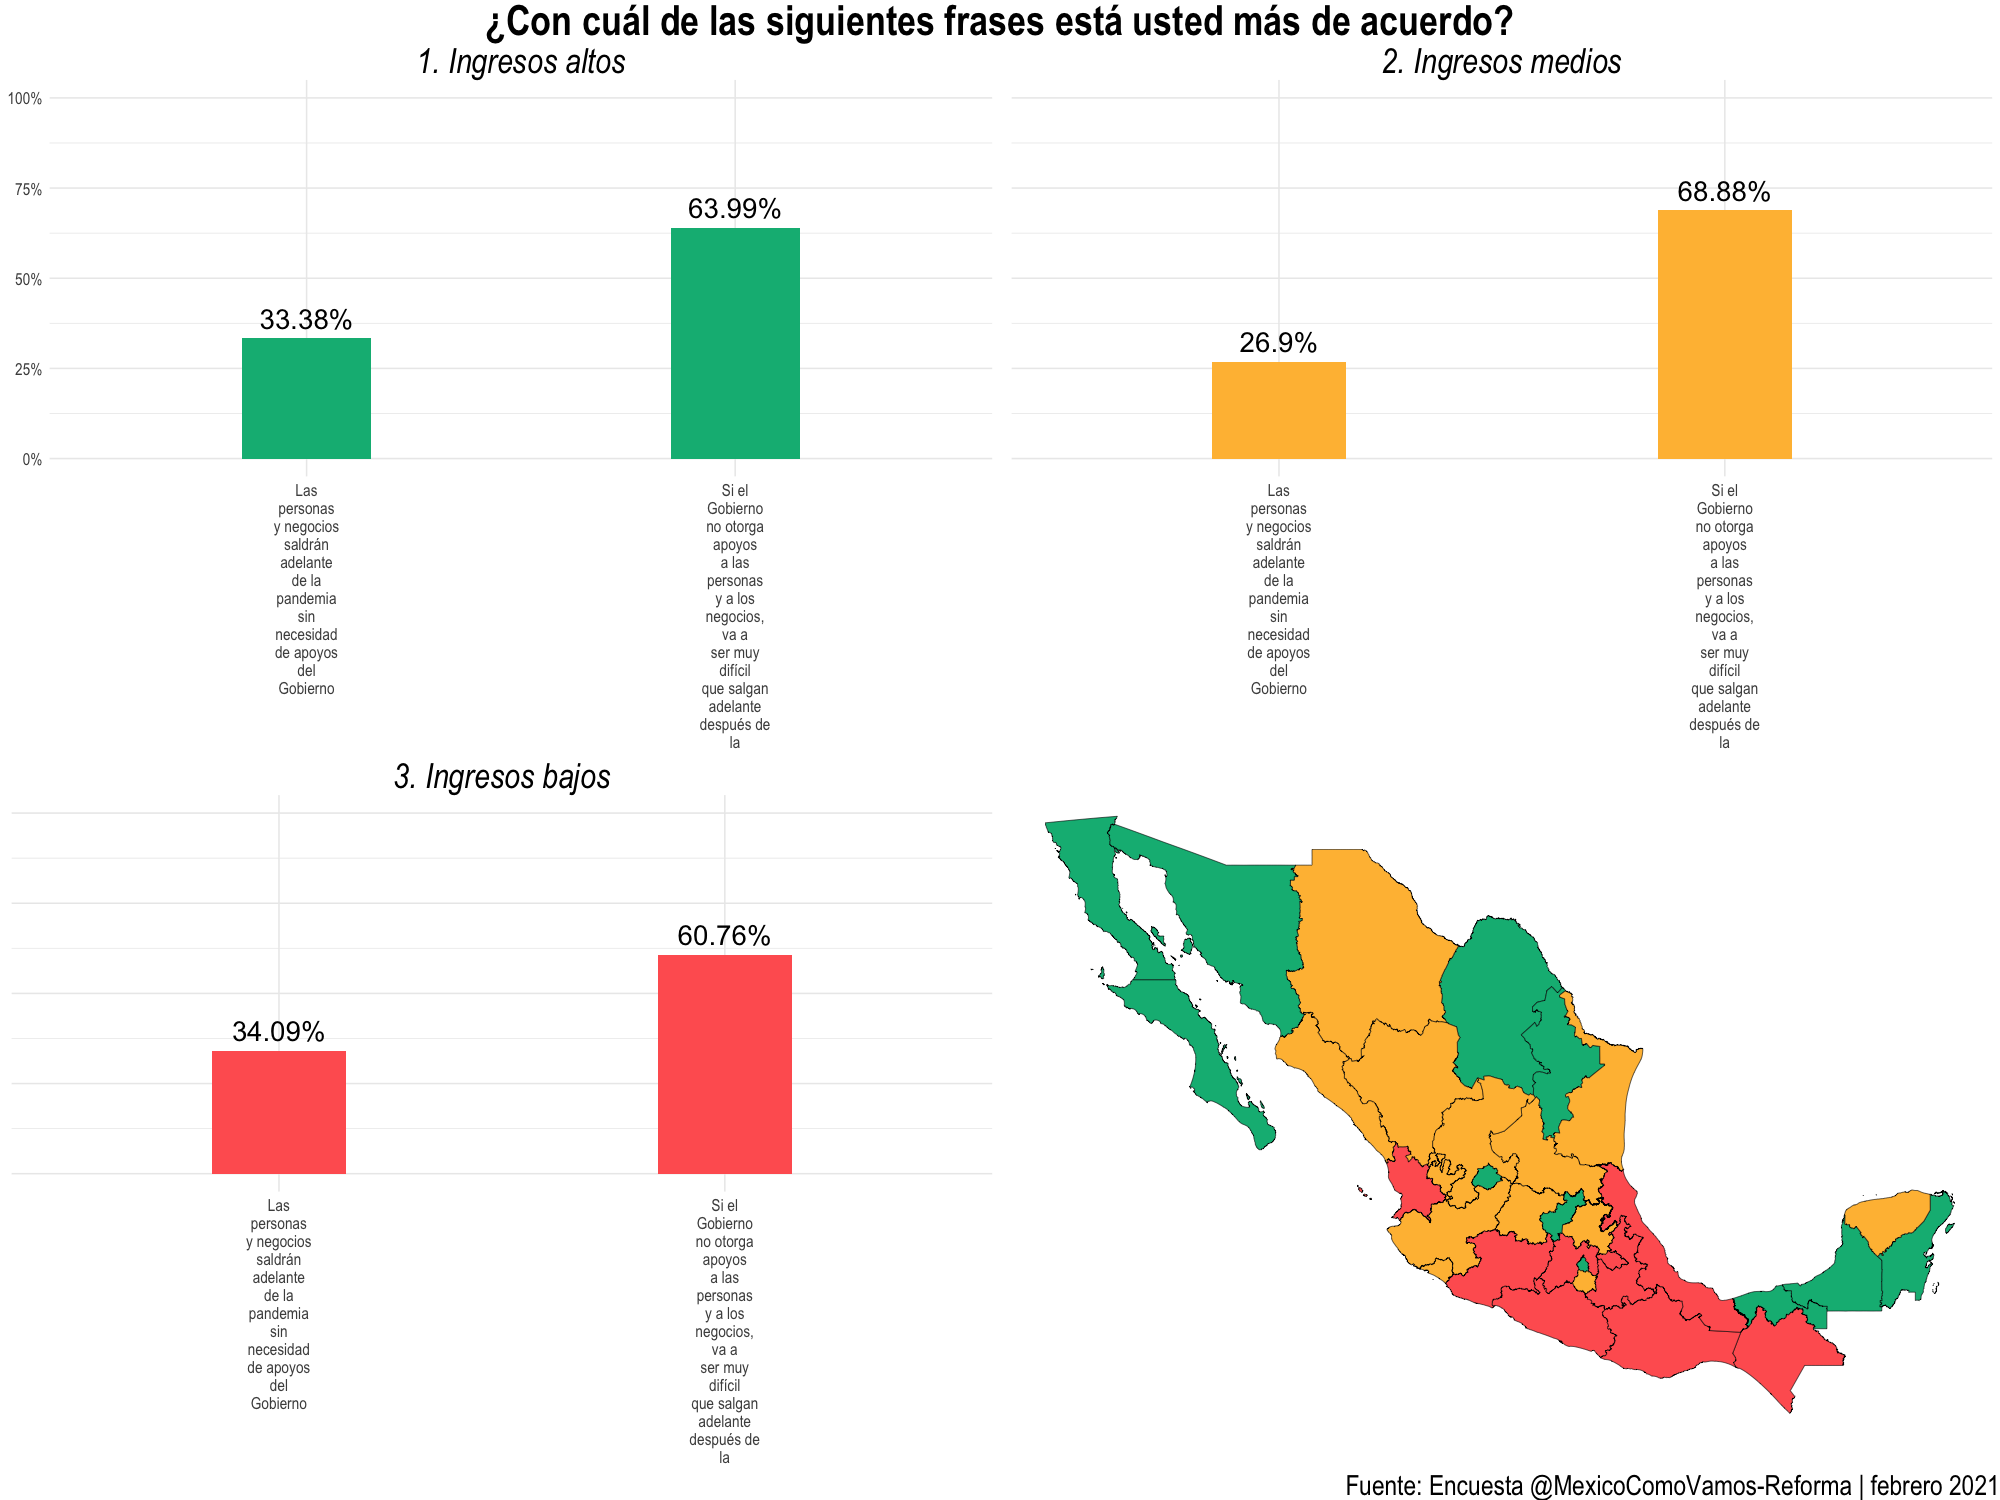 ¿Con cuál de las siguientes frases está usted más de acuerdo?
1. Ingresos altos
100%
75%
50%
25%
0%
33.38%
63.99%
Las
personas
y negocios
saldrán
adelante
de la
pandemia
sin
necesidad
de apoyos
del
Gobierno
Si el
Gobierno
no otorga
apoyos
a las
personas
y a los
negocios,
va a
ser muy
difícil
que salgan
adelante
después de
la
2. Ingresos medios
26.9%
68.88%
Las
personas
y negocios
saldrán
adelante
de la
pandemia
sin
necesidad
de apoyos
del
Gobierno
Si el
Gobierno
no otorga
apoyos
a las
personas
y a los
negocios,
va a
ser muy
difícil
que salgan
adelante
después de
la
3. Ingresos bajos
34.09%
60.76%
Las
personas
y negocios
saldrán
adelante
de la
pandemia
sin
necesidad
de apoyos
del
Gobierno
Si el
Gobierno
no otorga
apoyos
a las
personas
y a los
negocios,
va a
ser muy
difícil
que salgan
adelante
después de
la
Fuente: Encuesta @MexicoComoVamos-Reforma | febrero 2021